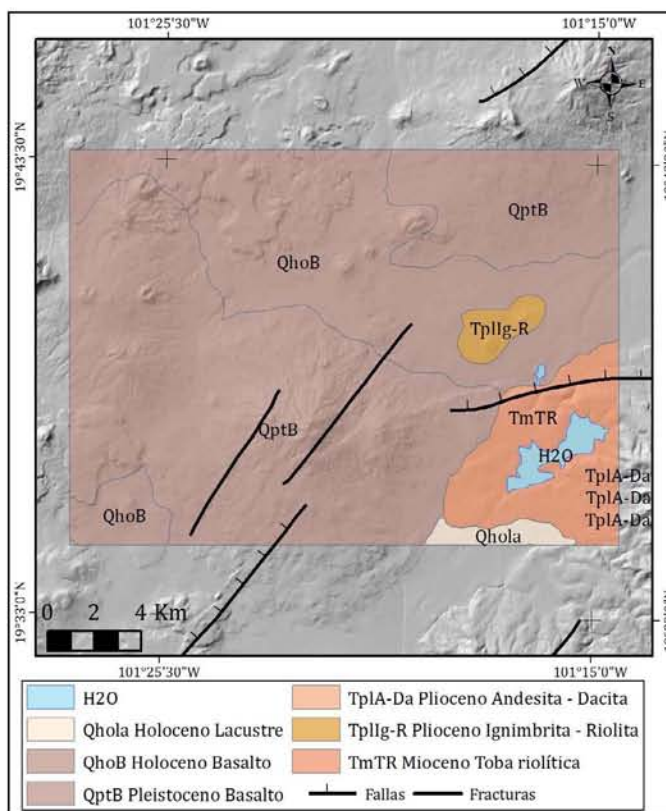 101°25'30"W 101°15'0"W
N
W E
S
19°43'30"N
QptB
QhoB
TplIg-R
QptB
TmTR
H2O
TplA-Da
TplA-Da
QhoB
TplA-Da
Qhola
19°33'0"N
0 2 4 Km
101°25'30"W 101°15'0"W
H2O TplA-Da Plioceno Andesita - Dacita
Qhola Holoceno Lacustre TplIg-R Plioceno Ignimbrita - Riolita
QhoB Holoceno Basalto TmTR Mioceno Toba riolítica
QptB Pleistoceno Basalto Fallas Fracturas